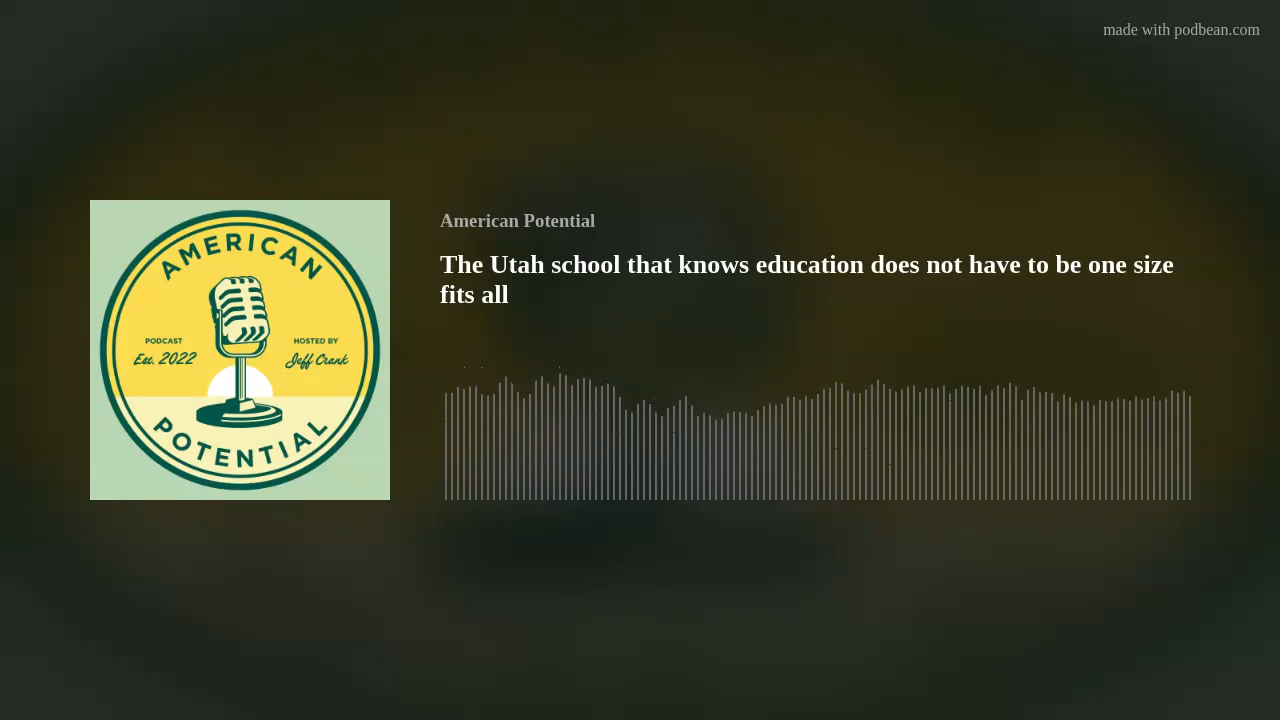 made with podbean.com
American Potential
The Utah school that knows education does not have to be one size
fits all
AMERICAN
PODCAST
Est. 2022
HOSTED BY
Jeff Crank
POTENTIAL